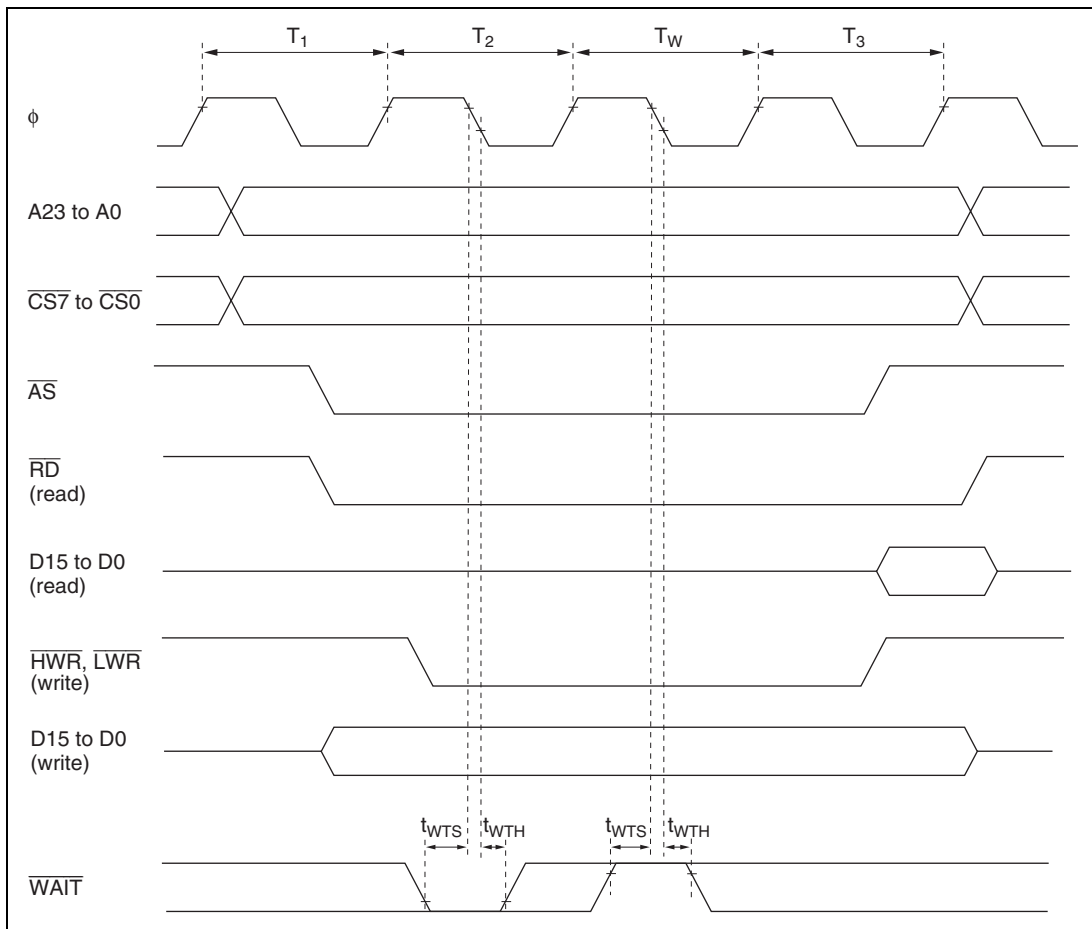 T1 T2 TW T3
ϕ
A23 to A0
CS7 to CS0
AS
RD
(read)
D15 to D0
(read)
HWR, LWR
(write)
D15 to D0
(write)
tWTS tWTH tWTS tWTH
WAIT